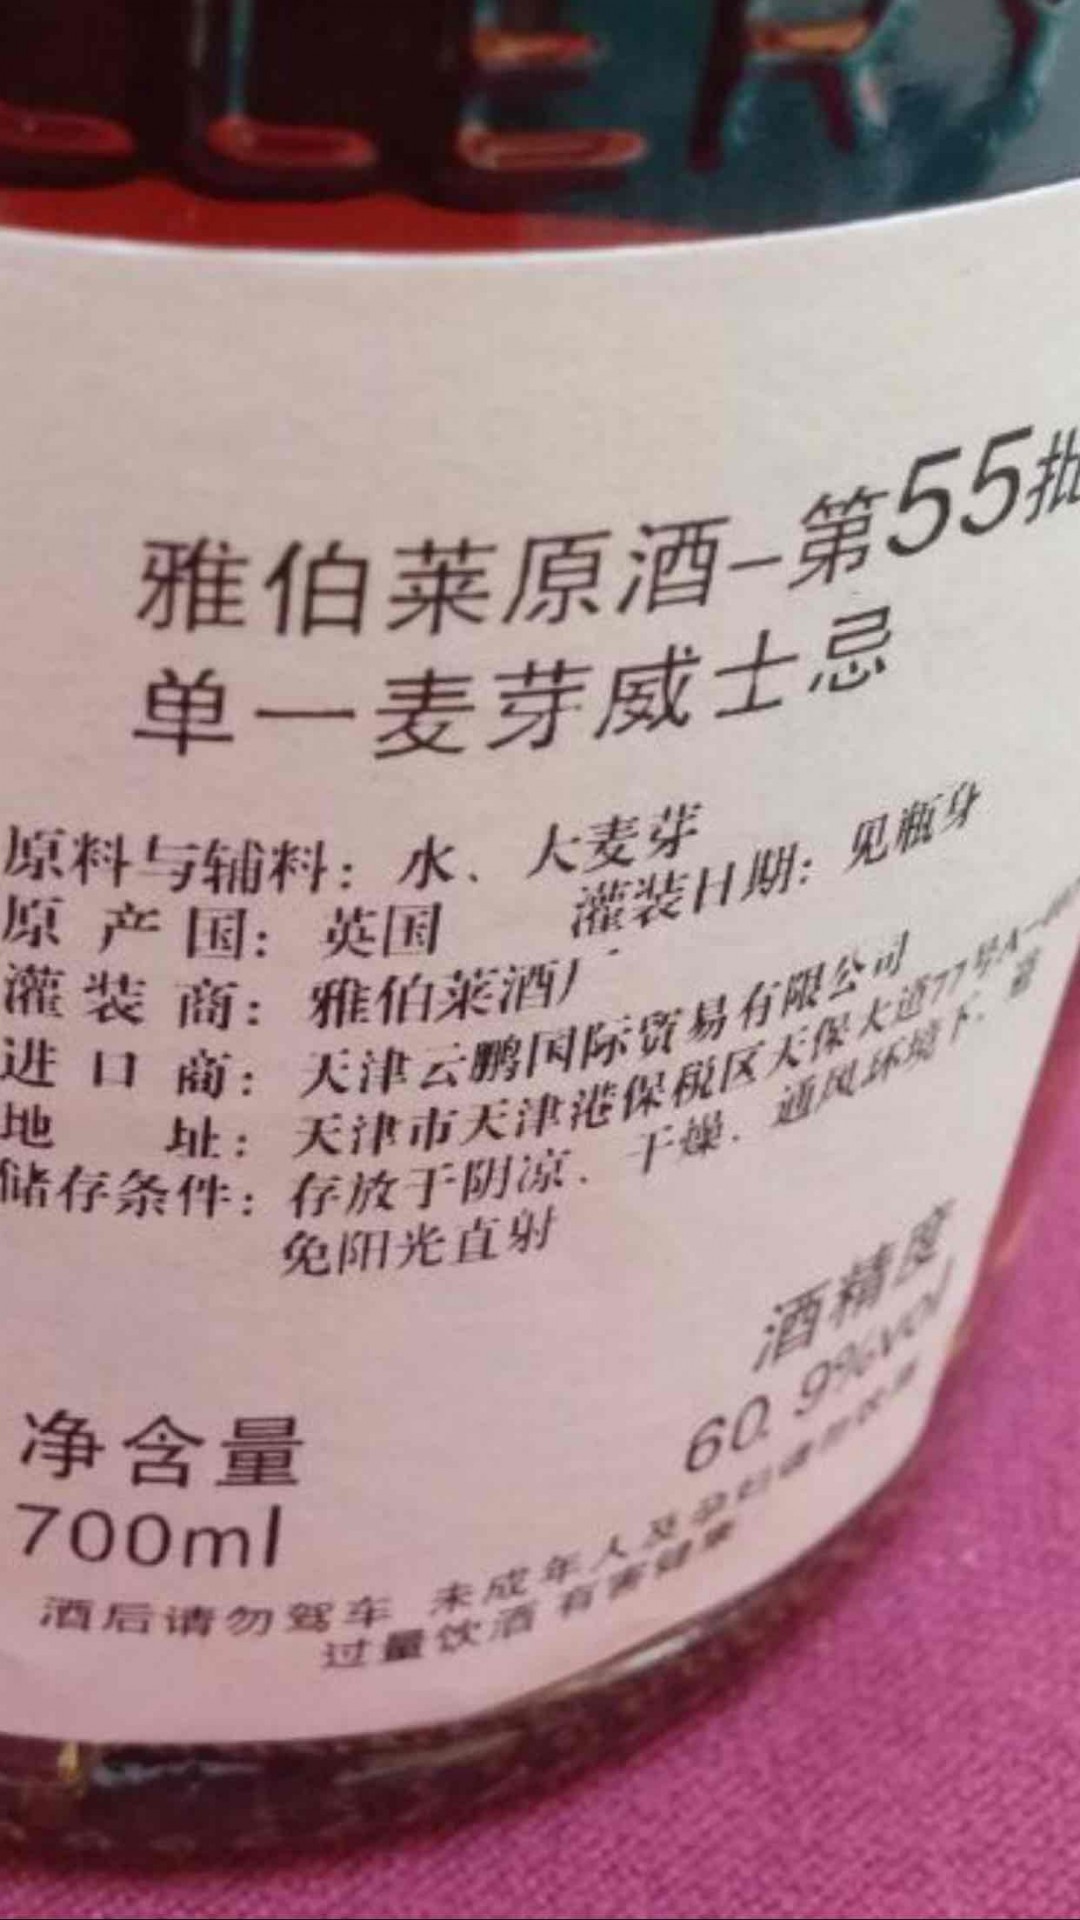 雅伯莱原酒-第55批
单一麦芽威士忌
原料与辅料：水、大麦芽
原产国：英国 灌装日期：见瓶身
灌装商：雅伯莱酒厂
进口商：天津云鹏国际贸易有限公司
地址：天津市天津港保税区天保大道77号A-
储存条件：存放于阴凉、干燥、通风环境下、避
免阳光直射
酒精度
60.9%vol
净含量
700ml
酒后请勿驾车 未成年人及孕妇请勿饮酒
过量饮酒 有害健康